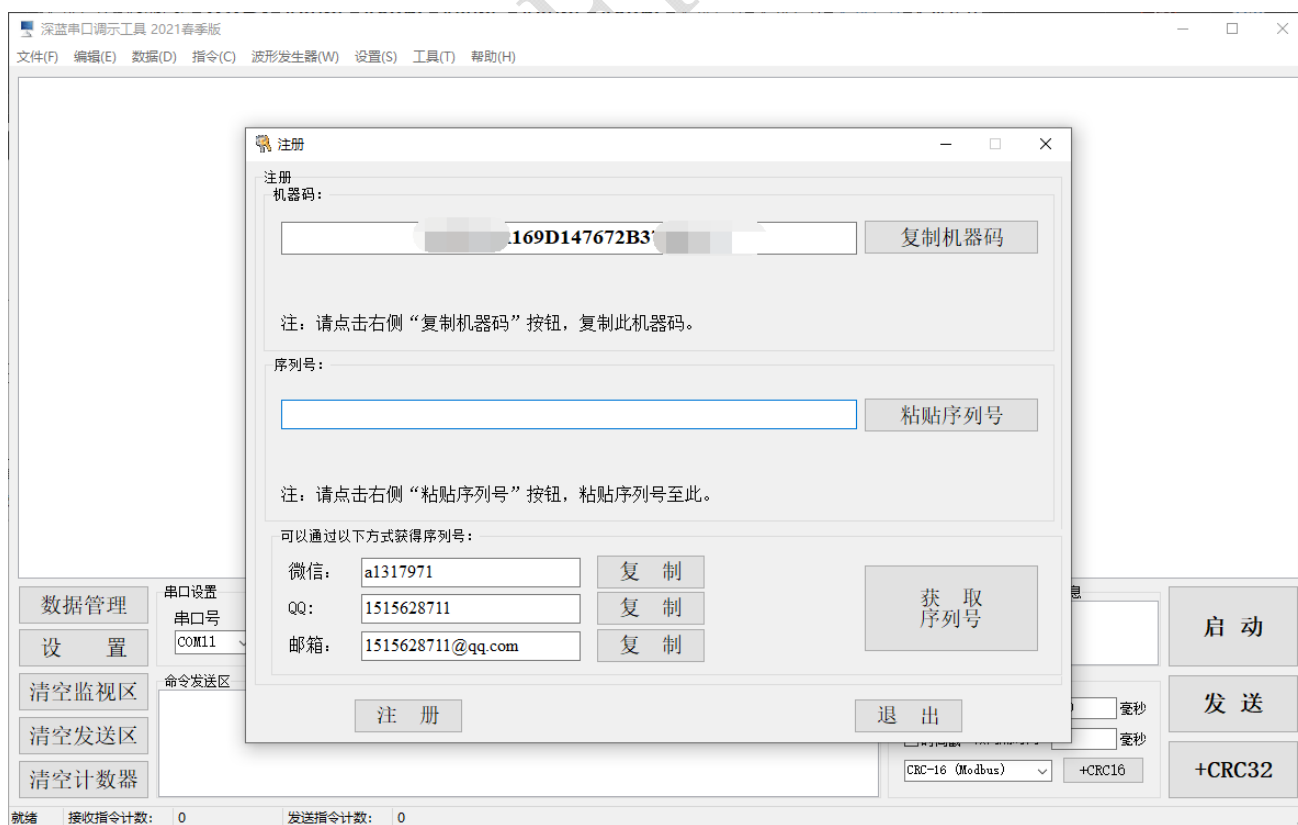 深蓝串口调示工具 2021春季版
文件(F) 编辑(E) 数据(D) 指令(C) 波形发生器(W) 设置(S) 工具(T) 帮助(H)
注册
注册
机器码：
169D147672B3
复制机器码
注：请点击右侧“复制机器码”按钮，复制此机器码。
序列号：
粘贴序列号
注：请点击右侧“粘贴序列号”按钮，粘贴序列号至此。
可以通过以下方式获得序列号：
微信： a1317971 复 制
QQ： 1515628711 复 制
邮箱： 1515628711@qq.com 复 制
获 取
序列号
注 册
退 出
数据管理
设 置
清空监视区
清空发送区
清空计数器
串口设置
串口号
COM11
命令发送区
息
启 动
发 送
毫秒
毫秒
CRC-16 (Modbus) +CRC16
+CRC32
就绪 接收指令计数： 0 发送指令计数： 0